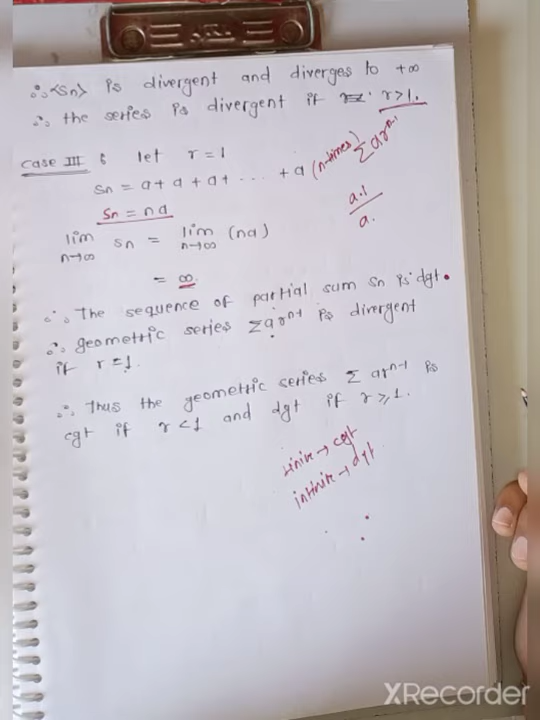 ∴ <Sn> is divergent and diverges to +∞
∴ the series is divergent if r>1.
Case III : let r = 1
Sn = a + a + a + ... + a (n-times)
Σ ar^n-1
Sn = na
a.1
a.
lim n→∞ Sn = lim n→∞ (na)
= ∞
∴ The sequence of partial sum Sn is dgt.
∴ geometric series Σar^n-1 is divergent
if r = 1.
∴ Thus the geometric series Σ ar^n-1 is
cgt if r < 1 and dgt if r ≥ 1.
finite → cgt
infinite → dgt
XRecorder